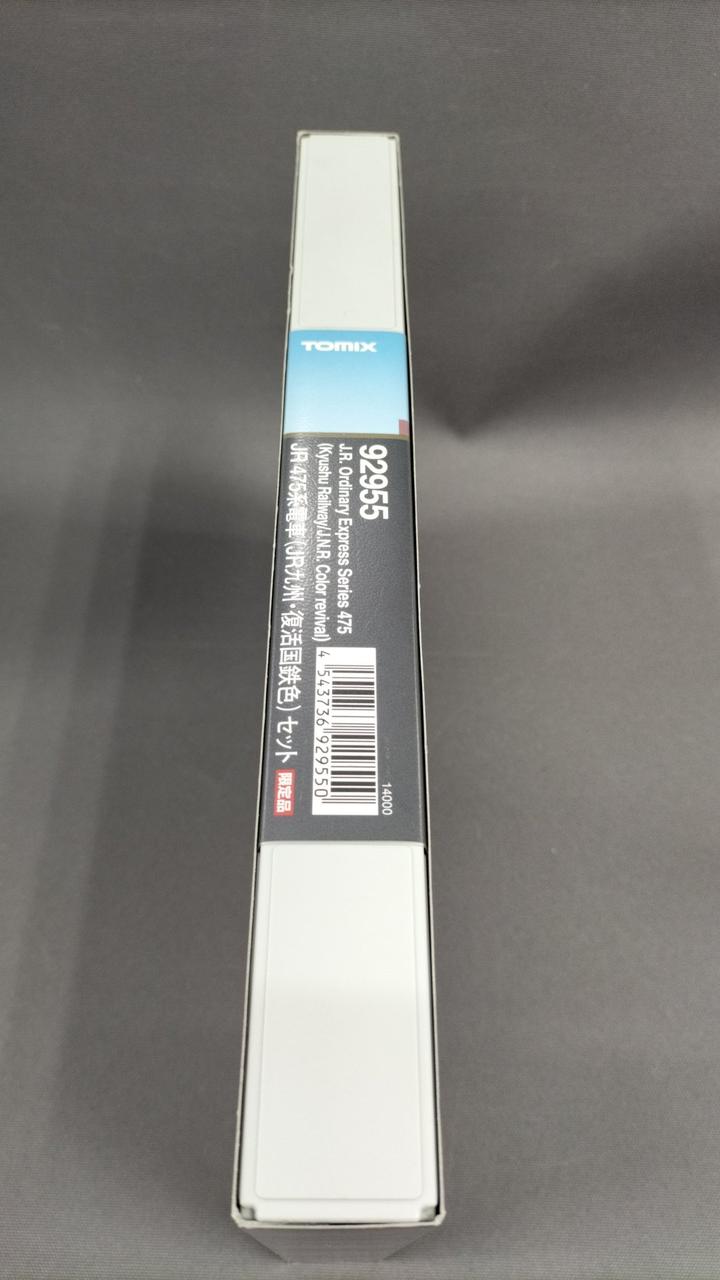 TOMIX
92955
J.R. Ordinary Express Series 475
(Kyushu Railway/J.N.R. Color revival)
JR 475系電車(JR九州・復活国鉄色)セット
限定品
4 543736 929550
14000